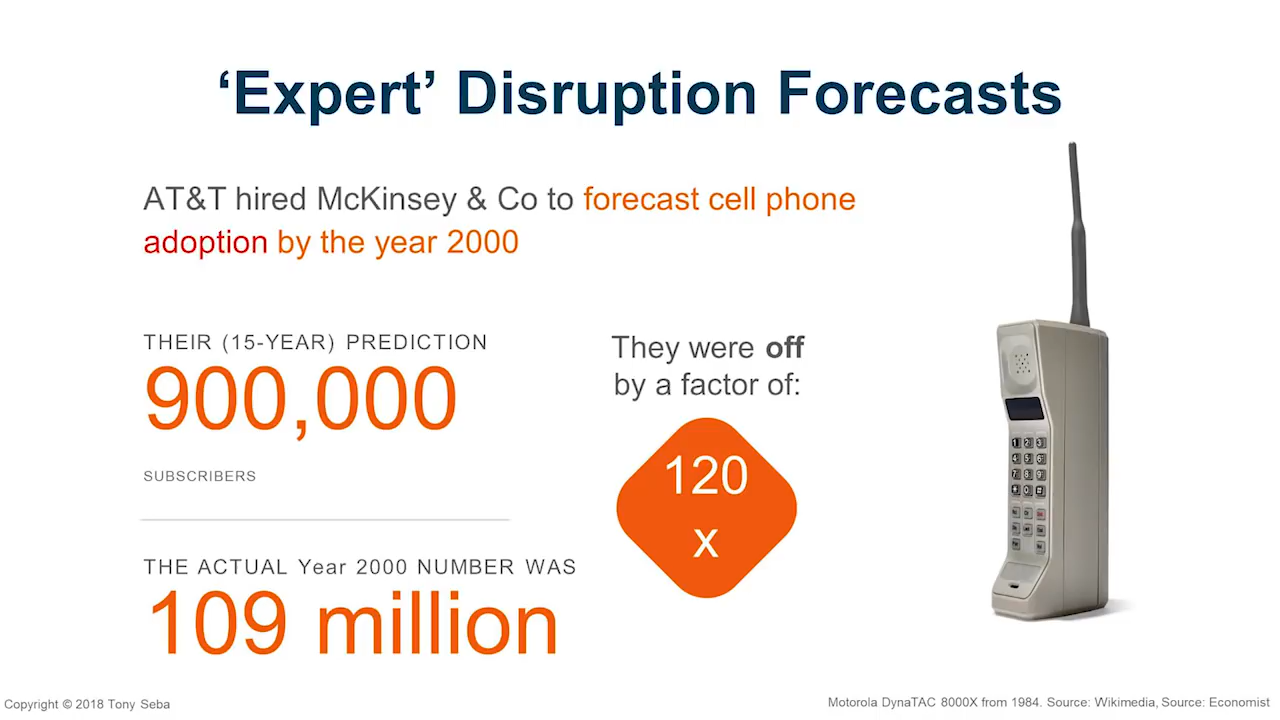 ‘Expert’ Disruption Forecasts
AT&T hired McKinsey & Co to forecast cell phone
adoption by the year 2000
THEIR (15-YEAR) PREDICTION
900,000
SUBSCRIBERS
THE ACTUAL Year 2000 NUMBER WAS
109 million
They were off
by a factor of:
120
x
Copyright © 2018 Tony Seba
Motorola DynaTAC 8000X from 1984. Source: Wikimedia, Source: Economist